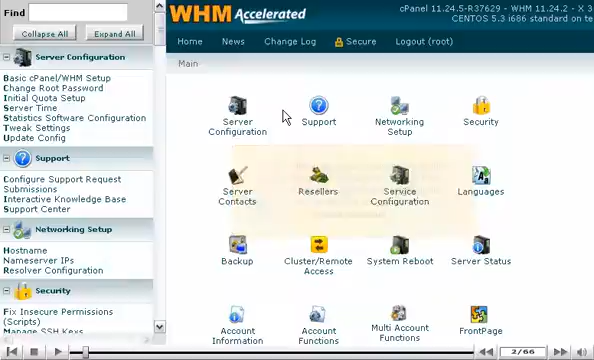 Find
Collapse All
Expand All
Server Configuration
Basic cPanel/WHM Setup
Change Root Password
Initial Quota Setup
Server Time
Statistics Software Configuration
Tweak Settings
Update Config
Support
Configure Support Request
Submissions
Interactive Knowledge Base
Support Center
Networking Setup
Hostname
Nameserver IPs
Resolver Configuration
Security
Fix Insecure Permissions
(Scripts)
Manage SSH Keys
WHM Accelerated
cPanel 11.24.5-R37629 - WHM 11.24.2 - X 3
CENTOS 5.3 i686 standard on te
Home
News
Change Log
Secure
Logout (root)
Main
Server
Configuration
Support
Networking
Setup
Security
Server
Contacts
Resellers
Service
Configuration
Languages
Backup
Cluster/Remote
Access
System Reboot
Server Status
Account
Information
Account
Functions
Multi Account
Functions
FrontPage
2/66